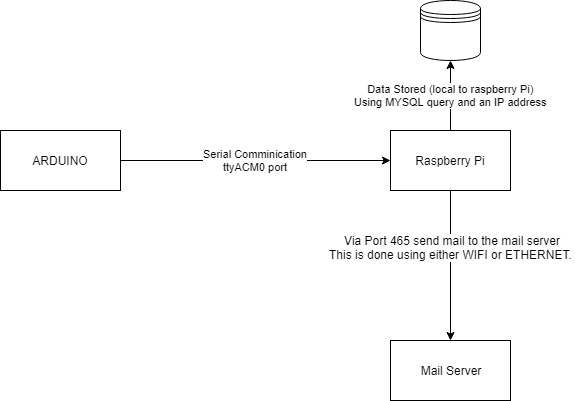 Data Stored (local to raspberry Pi)
Using MYSQL query and an IP address
ARDUINO
Serial Comminication
ttyACM0 port
Raspberry Pi
Via Port 465 send mail to the mail server
This is done using either WIFI or ETHERNET.
Mail Server